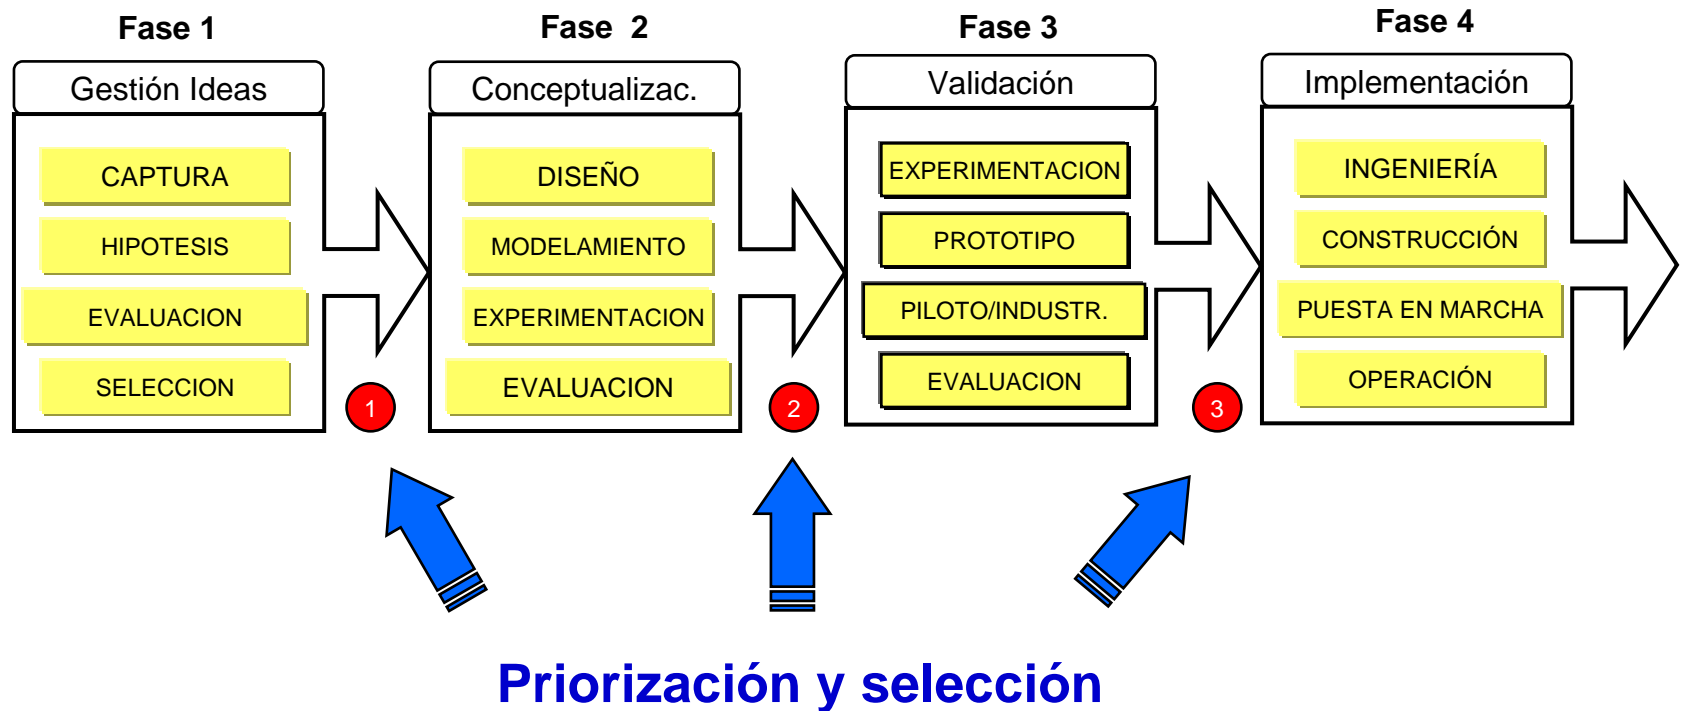 Fase 1
Gestión Ideas
CAPTURA
HIPOTESIS
EVALUACION
SELECCION
1
Fase 2
Conceptualizac.
DISEÑO
MODELAMIENTO
EXPERIMENTACION
EVALUACION
2
Fase 3
Validación
EXPERIMENTACION
PROTOTIPO
PILOTO/INDUSTR.
EVALUACION
3
Fase 4
Implementación
INGENIERÍA
CONSTRUCCIÓN
PUESTA EN MARCHA
OPERACIÓN
Priorización y selección